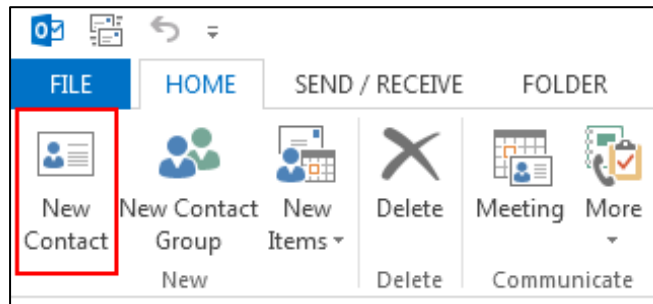 FILE HOME SEND / RECEIVE FOLDER
New Contact New Contact Group New Items Delete Meeting More
New Delete Communicate